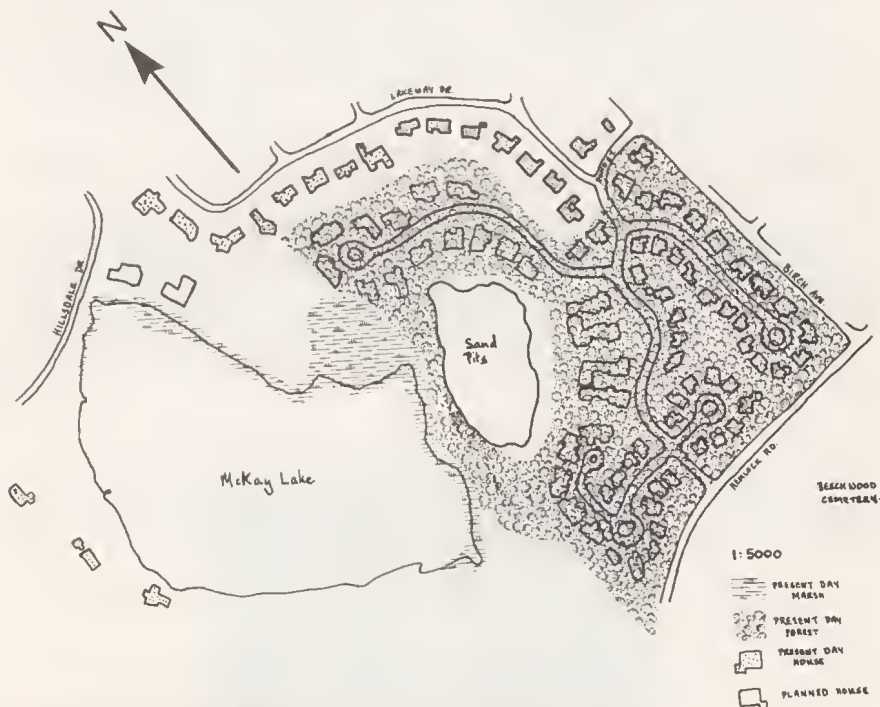 N
LAKEWAY DR.
HILLSDALE DR
BIRCH AVE
Sand
Pits
McKay Lake
HEMLOCK RD.
BEECHWOOD
CEMETERY
1:5000
PRESENT DAY
MARSH
PRESENT DAY
FOREST
PRESENT DAY
HOUSE
PLANNED HOUSE